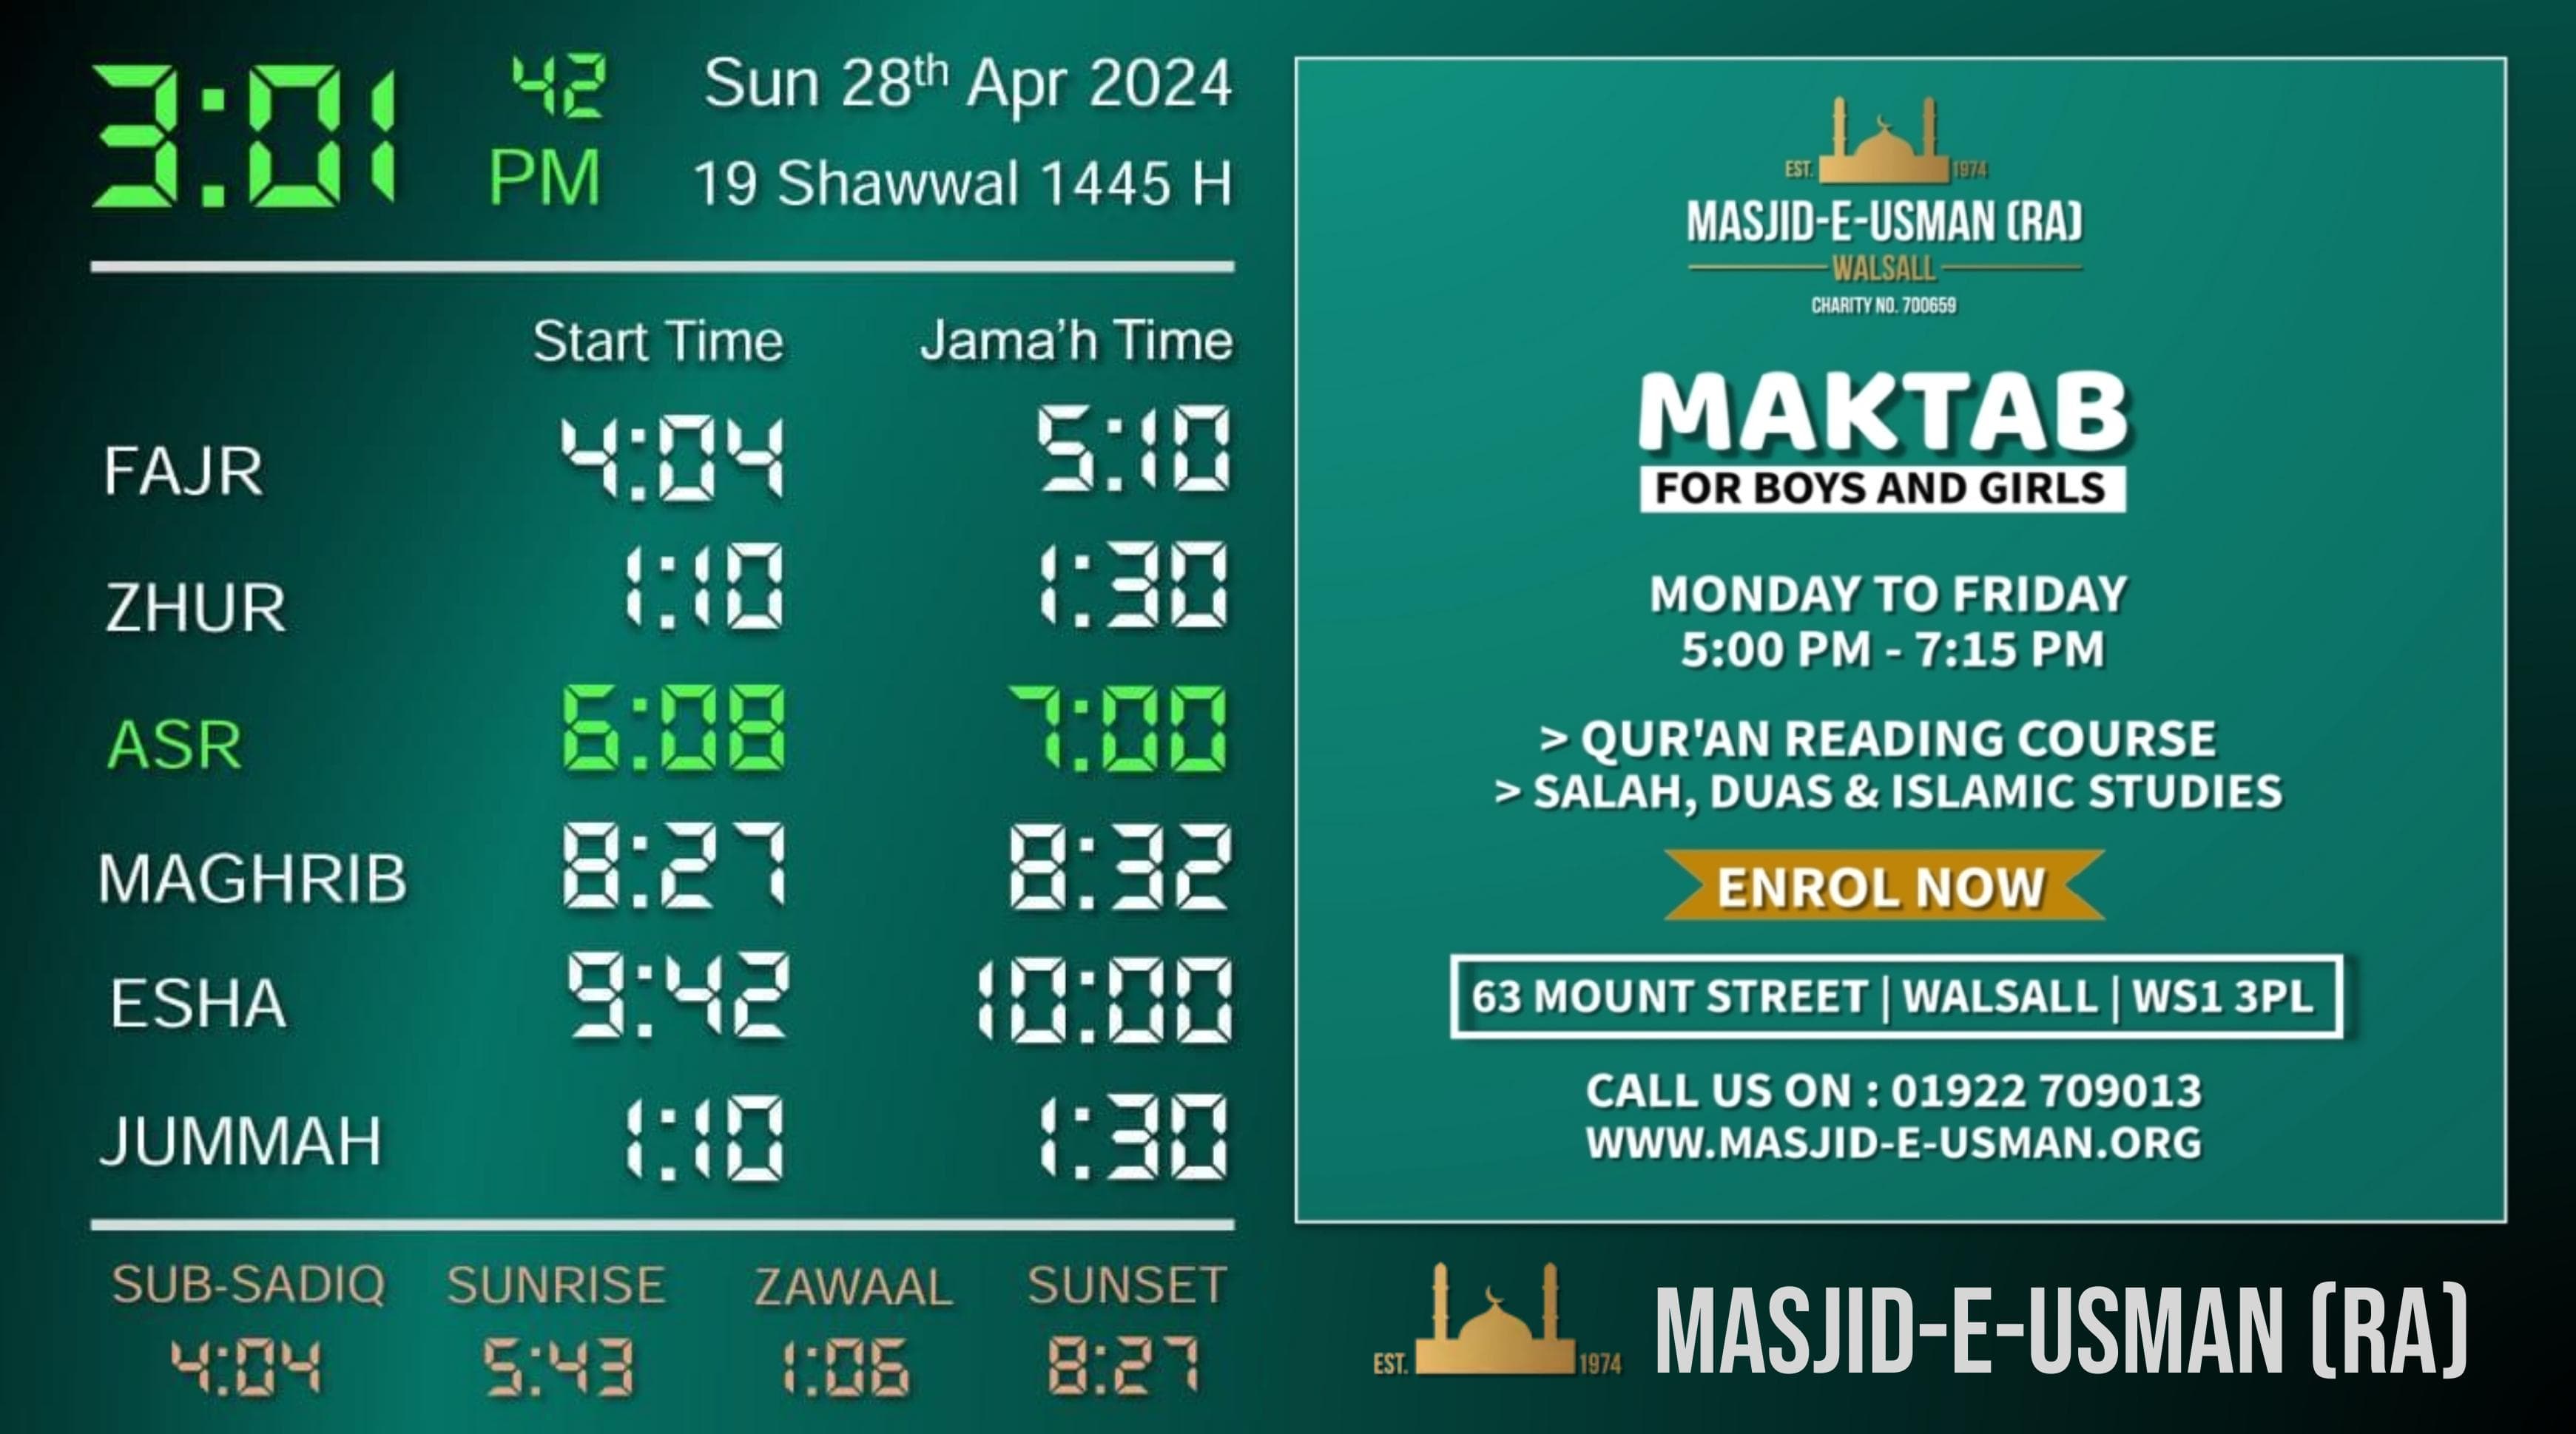 3:01 42 PM
Sun 28th Apr 2024
19 Shawwal 1445 H
Start Time Jama’h Time
FAJR 4:04 5:10
ZHUR 1:10 1:30
ASR 6:08 7:00
MAGHRIB 8:27 8:32
ESHA 9:42 10:00
JUMMAH 1:10 1:30
SUB-SADIQ SUNRISE ZAWAAL SUNSET
4:04 5:43 1:06 8:27
EST. 1974
MASJID-E-USMAN (RA)
WALSALL
CHARITY NO. 700659
MAKTAB
FOR BOYS AND GIRLS
MONDAY TO FRIDAY
5:00 PM - 7:15 PM
> QUR'AN READING COURSE
> SALAH, DUAS & ISLAMIC STUDIES
ENROL NOW
63 MOUNT STREET | WALSALL | WS1 3PL
CALL US ON : 01922 709013
WWW.MASJID-E-USMAN.ORG
EST. 1974 MASJID-E-USMAN (RA)